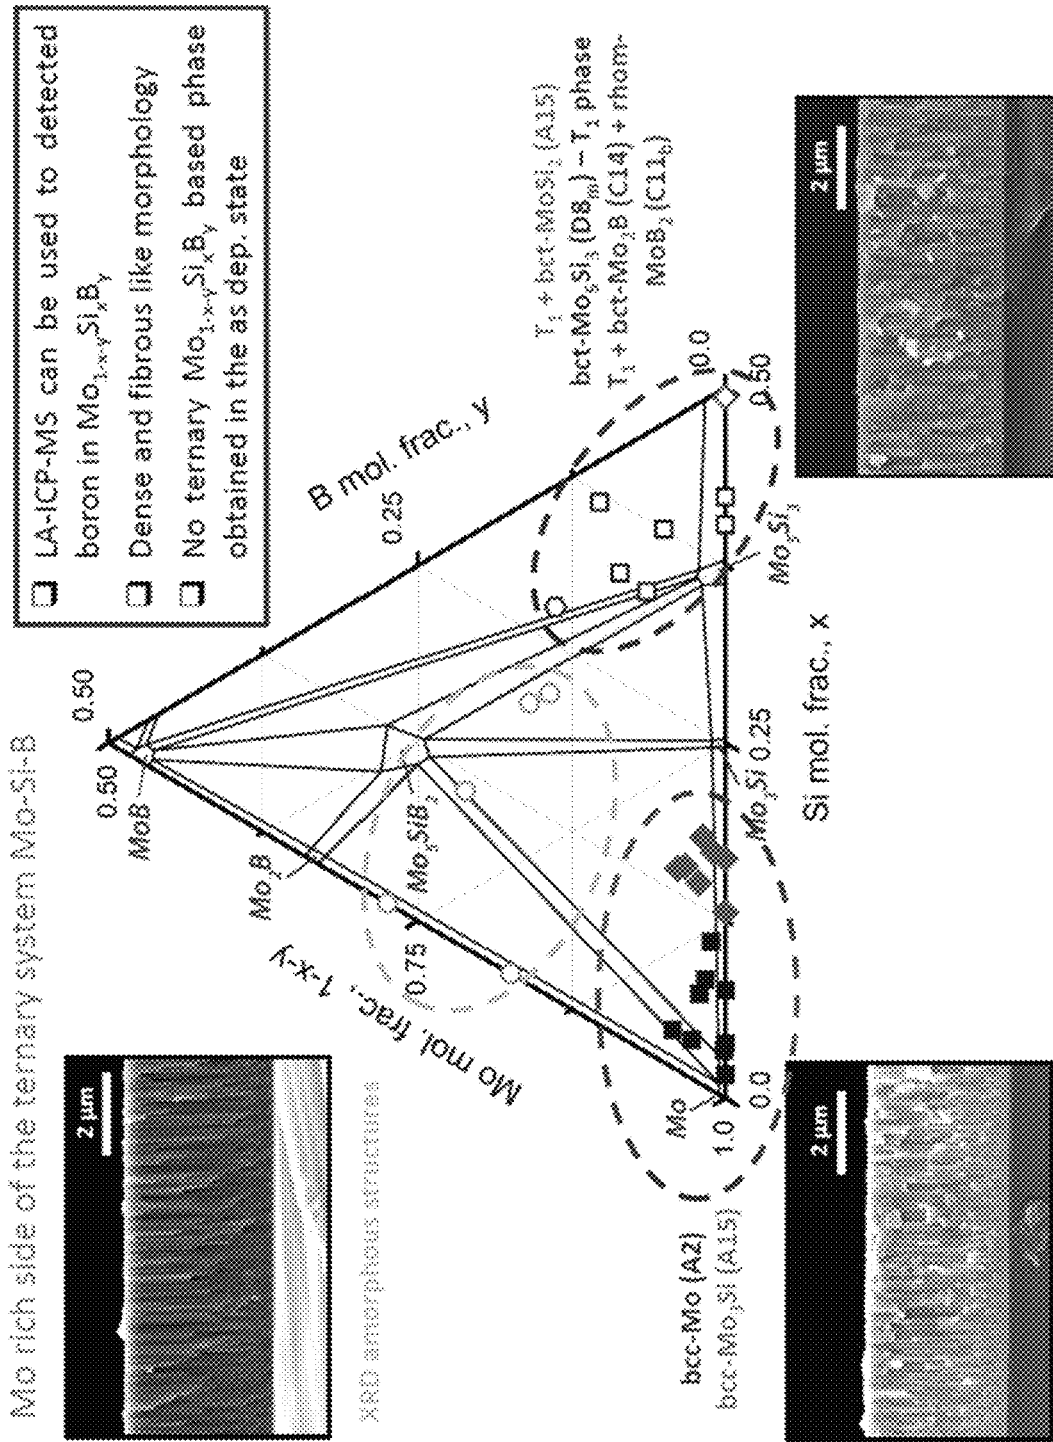 Mo rich side of the ternary system Mo-Si-B
2 μm
XRD amorphous structures
❑ LA-ICP-MS can be used to detected
boron in Mo₁₋ₓ₋ᵧSiₓBᵧ
❑ Dense and fibrous like morphology
❑ No ternary Mo₁₋ₓ₋ᵧSiₓBᵧ based phase
obtained in the as dep. state
0.50
0.50
MoB
Mo₂B
Mo₅SiB₂
Mo mol. frac., 1-x-y
0.75
B mol. frac., y
0.25
Mo
1.0
0.0
Mo₃Si
0.25
Mo₅Si₃
0.0
0.50
Si mol. frac., x
bcc-Mo (A2)
bcc-Mo₃Si (A15)
T₁ + bct-MoSi₂ (A15)
bct-Mo₅Si₃ (D8ₘ) – T₁ phase
T₁ + bct-Mo₂B (C14) + rhom-
MoB₂ (C11_b)
2 μm
2 μm